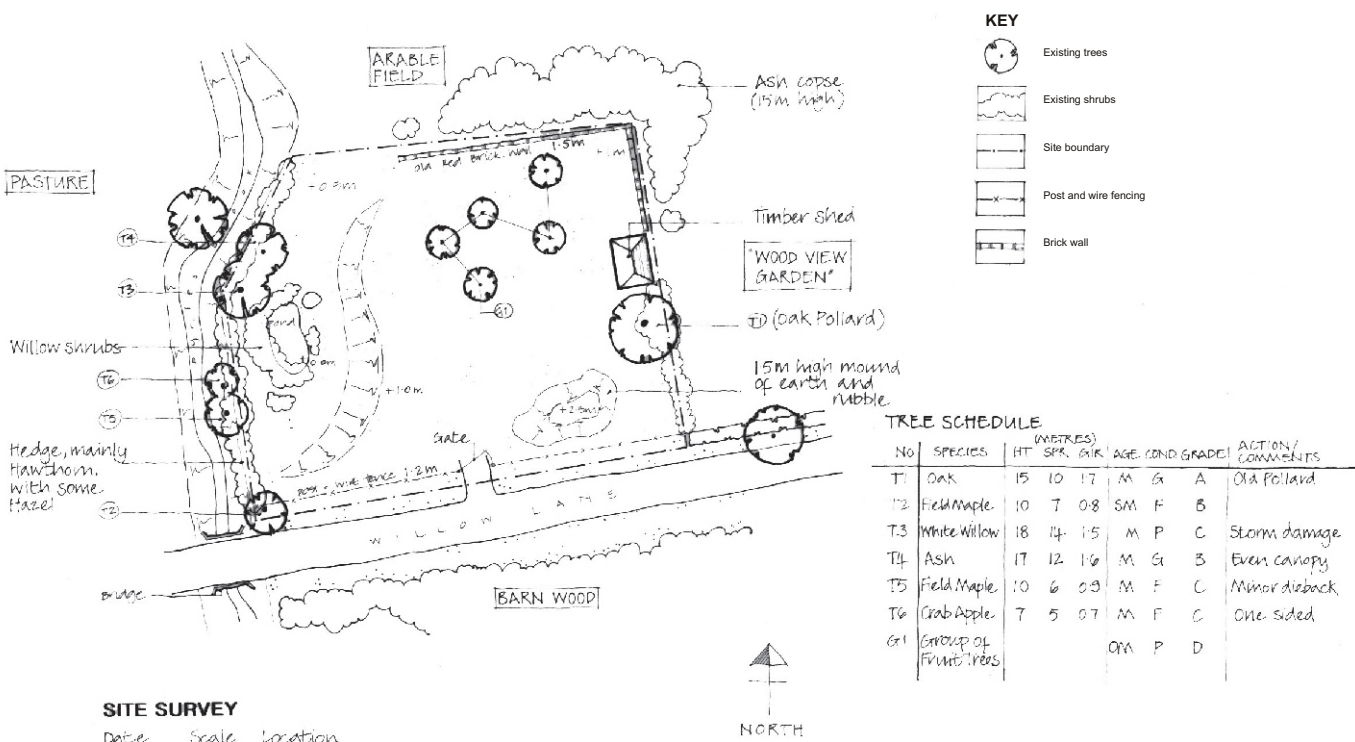 KEY
Existing trees
Existing shrubs
Site boundary
Post and wire fencing
Brick wall
ARABLE
FIELD
Ash copse
(15m high)
PASTURE
Old Red Brick Wall 1.5m
Timber shed
"WOOD VIEW
GARDEN"
T4
T3
G1
T1 (Oak Pollard)
Pond
Willow shrubs
T6
T5
+1.0m
15m high mound
of earth and
rubble
Hedge, mainly
Hawthorn.
with some
Hazel
Gate
T2
post + wire fence 1.2m
WILLOW LANE
Bridge
BARN WOOD
TREE SCHEDULE
(METRES)
No SPECIES HT SPR GIR AGE COND GRADE ACTION/
COMMENTS
T1 Oak 15 10 1.7 M G A Old Pollard
T2 Field Maple 10 7 0.8 SM F B
T.3 White Willow 18 14 1.5 M P C Storm damage
T4 Ash 17 12 1.6 M G B Even canopy
T5 Field Maple 10 6 0.9 M F C Minor dieback
T6 Crab Apple 7 5 0.7 M F C One sided
G1 Group of
Fruit Trees OM P D
NORTH
SITE SURVEY
Date Scale Location